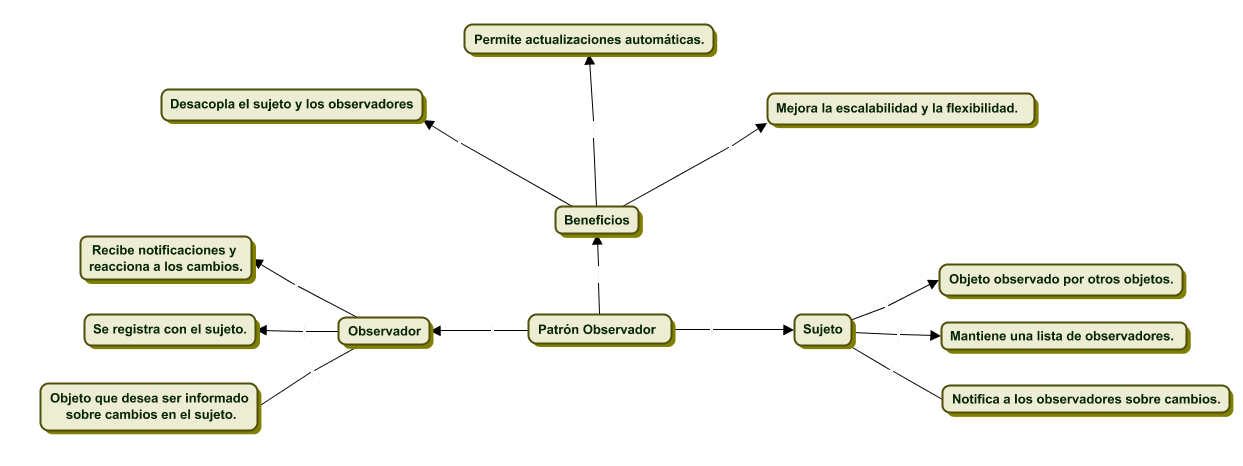 Permite actualizaciones automáticas.
Desacopla el sujeto y los observadores
Mejora la escalabilidad y la flexibilidad.
Beneficios
Recibe notificaciones y
reacciona a los cambios.
Objeto observado por otros objetos.
Se registra con el sujeto.
Observador
Patrón Observador
Sujeto
Mantiene una lista de observadores.
Objeto que desea ser informado
sobre cambios en el sujeto.
Notifica a los observadores sobre cambios.